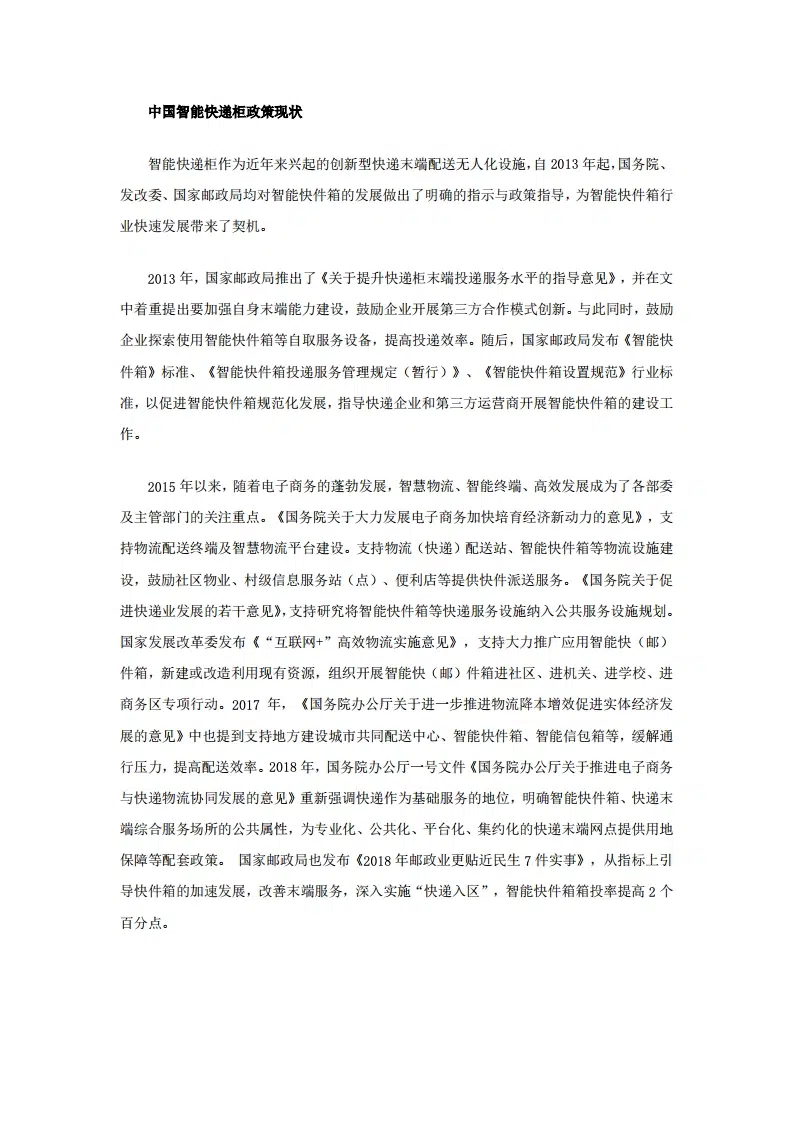 中国智能快递柜政策现状
智能快递柜作为近年来兴起的创新型快递末端配送无人化设施，自 2013 年起，国务院、
发改委、国家邮政局均对智能快件箱的发展做出了明确的指示与政策指导，为智能快件箱行
业快速发展带来了契机。
2013 年，国家邮政局推出了《关于提升快递柜末端投递服务水平的指导意见》，并在文
中着重提出要加强自身末端能力建设，鼓励企业开展第三方合作模式创新。与此同时，鼓励
企业探索使用智能快件箱等自取服务设备，提高投递效率。随后，国家邮政局发布《智能快
件箱》标准、《智能快件箱投递服务管理规定（暂行）》、《智能快件箱设置规范》行业标
准，以促进智能快件箱规范化发展，指导快递企业和第三方运营商开展智能快件箱的建设工
作。
2015 年以来，随着电子商务的蓬勃发展，智慧物流、智能终端、高效发展成为了各部委
及主管部门的关注重点。《国务院关于大力发展电子商务加快培育经济新动力的意见》，支
持物流配送终端及智慧物流平台建设。支持物流（快递）配送站、智能快件箱等物流设施建
设，鼓励社区物业、村级信息服务站（点）、便利店等提供快件派送服务。《国务院关于促
进快递业发展的若干意见》，支持研究将智能快件箱等快递服务设施纳入公共服务设施规划。
国家发展改革委发布《“互联网+”高效物流实施意见》，支持大力推广应用智能快（邮）
件箱，新建或改造利用现有资源，组织开展智能快（邮）件箱进社区、进机关、进学校、进
商务区专项行动。2017 年，《国务院办公厅关于进一步推进物流降本增效促进实体经济发
展的意见》中也提到支持地方建设城市共同配送中心、智能快件箱、智能信包箱等，缓解通
行压力，提高配送效率。2018 年，国务院办公厅一号文件《国务院办公厅关于推进电子商务
与快递物流协同发展的意见》重新强调快递作为基础服务的地位，明确智能快件箱、快递末
端综合服务场所的公共属性，为专业化、公共化、平台化、集约化的快递末端网点提供用地
保障等配套政策。 国家邮政局也发布《2018 年邮政业更贴近民生 7 件实事》，从指标上引
导快件箱的加速发展，改善末端服务，深入实施“快递入区”，智能快件箱箱投率提高 2 个
百分点。